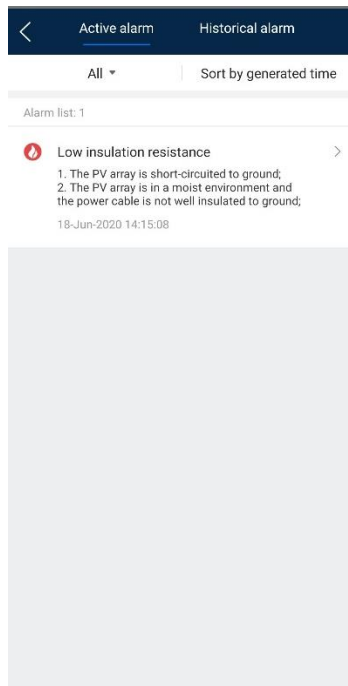 Active alarm Historical alarm
All Sort by generated time
Alarm list: 1
Low insulation resistance
1. The PV array is short-circuited to ground;
2. The PV array is in a moist environment and
the power cable is not well insulated to ground;
18-Jun-2020 14:15:08